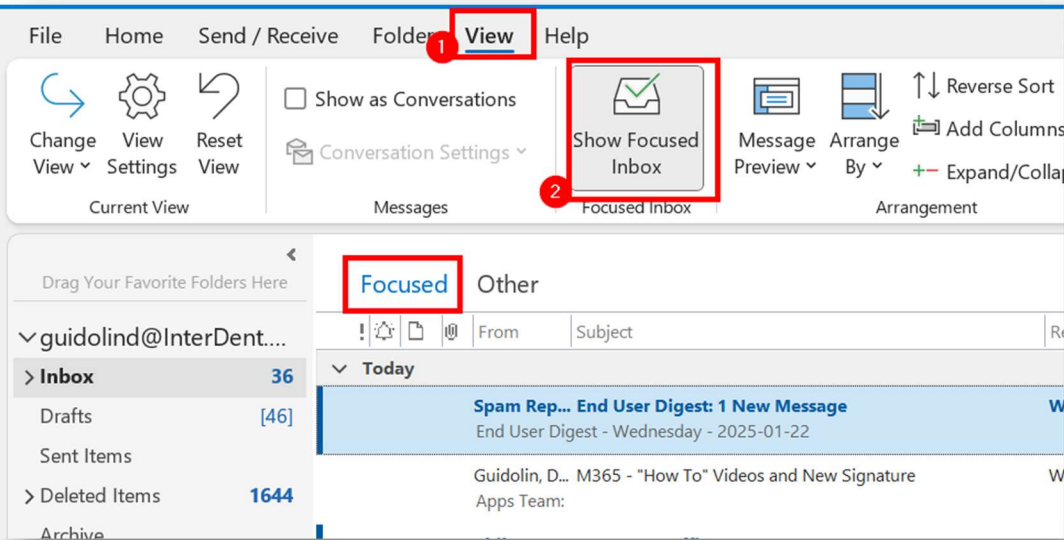 File Home Send / Receive Folder View Help
1
Change View
View Settings
Reset View
Current View
Show as Conversations
Conversation Settings
Messages
Show Focused Inbox
2
Focused Inbox
Message Preview
Arrange By
Reverse Sort
Add Columns
Expand/Collap
Arrangement
Drag Your Favorite Folders Here
guidolind@InterDent....
Inbox 36
Drafts [46]
Sent Items
Deleted Items 1644
Archive
Focused Other
! From Subject Re
Today
Spam Rep... End User Digest: 1 New Message W
End User Digest - Wednesday - 2025-01-22
Guidolin, D... M365 - "How To" Videos and New Signature W
Apps Team: